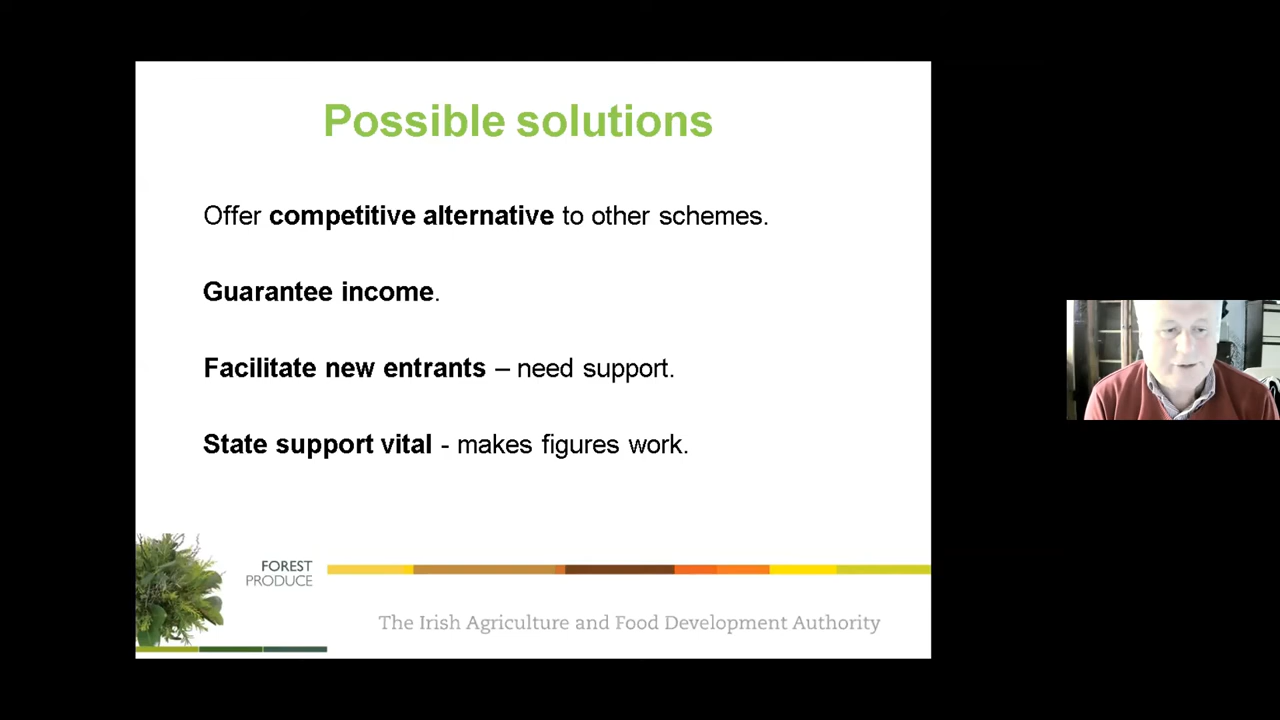 Possible solutions
Offer competitive alternative to other schemes.
Guarantee income.
Facilitate new entrants – need support.
State support vital - makes figures work.
FOREST
PRODUCE
The Irish Agriculture and Food Development Authority